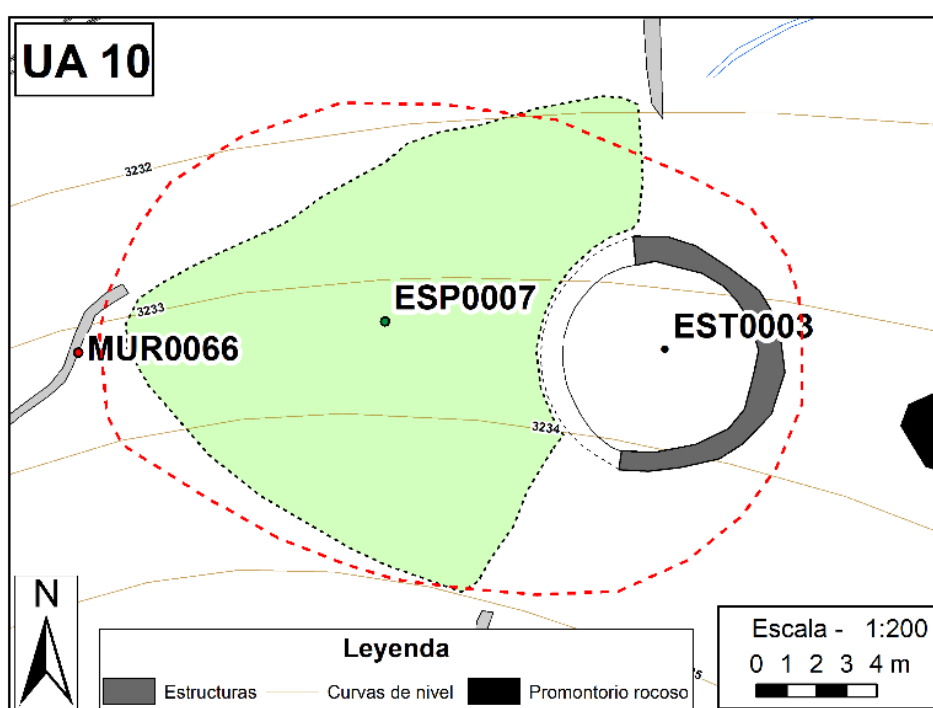 UA 10
3232
3233
ESP0007
EST0003
MUR0066
3234
N
Leyenda
Estructuras
Curvas de nivel
Promontorio rocoso
Escala - 1:200
0 1 2 3 4 m